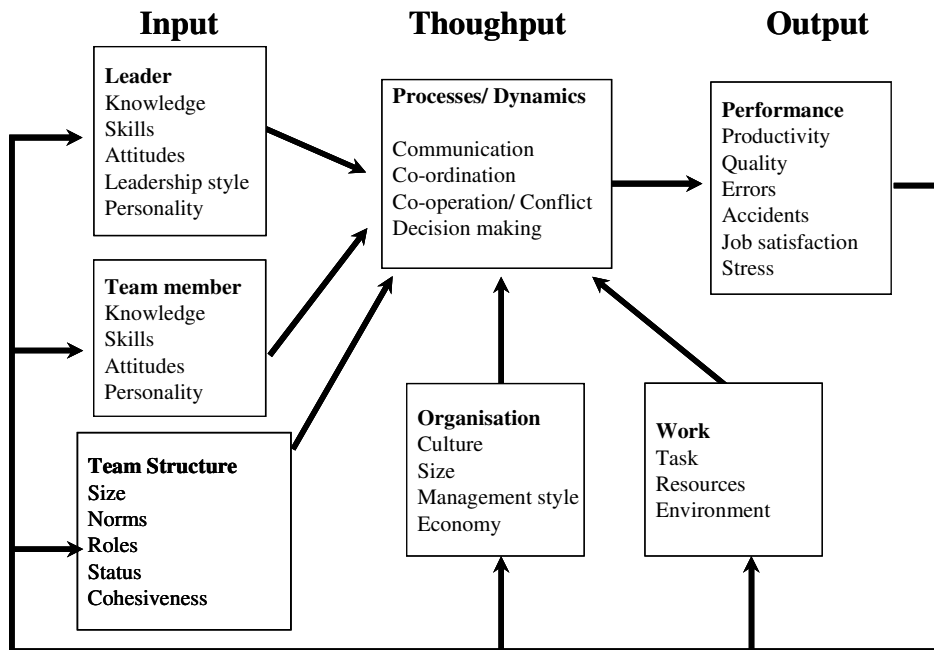 Input
Thoughput
Output
Leader
Knowledge
Skills
Attitudes
Leadership style
Personality
Team member
Knowledge
Skills
Attitudes
Personality
Team Structure
Size
Norms
Roles
Status
Cohesiveness
Processes/ Dynamics
Communication
Co-ordination
Co-operation/ Conflict
Decision making
Organisation
Culture
Size
Management style
Economy
Work
Task
Resources
Environment
Performance
Productivity
Quality
Errors
Accidents
Job satisfaction
Stress